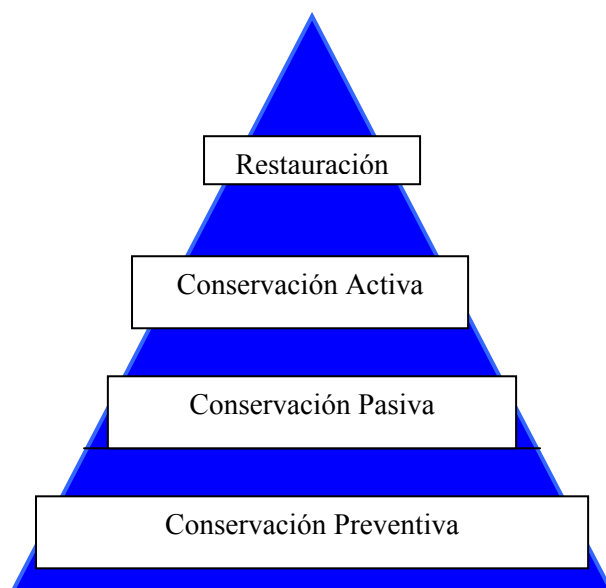 Restauración
Conservación Activa
Conservación Pasiva
Conservación Preventiva